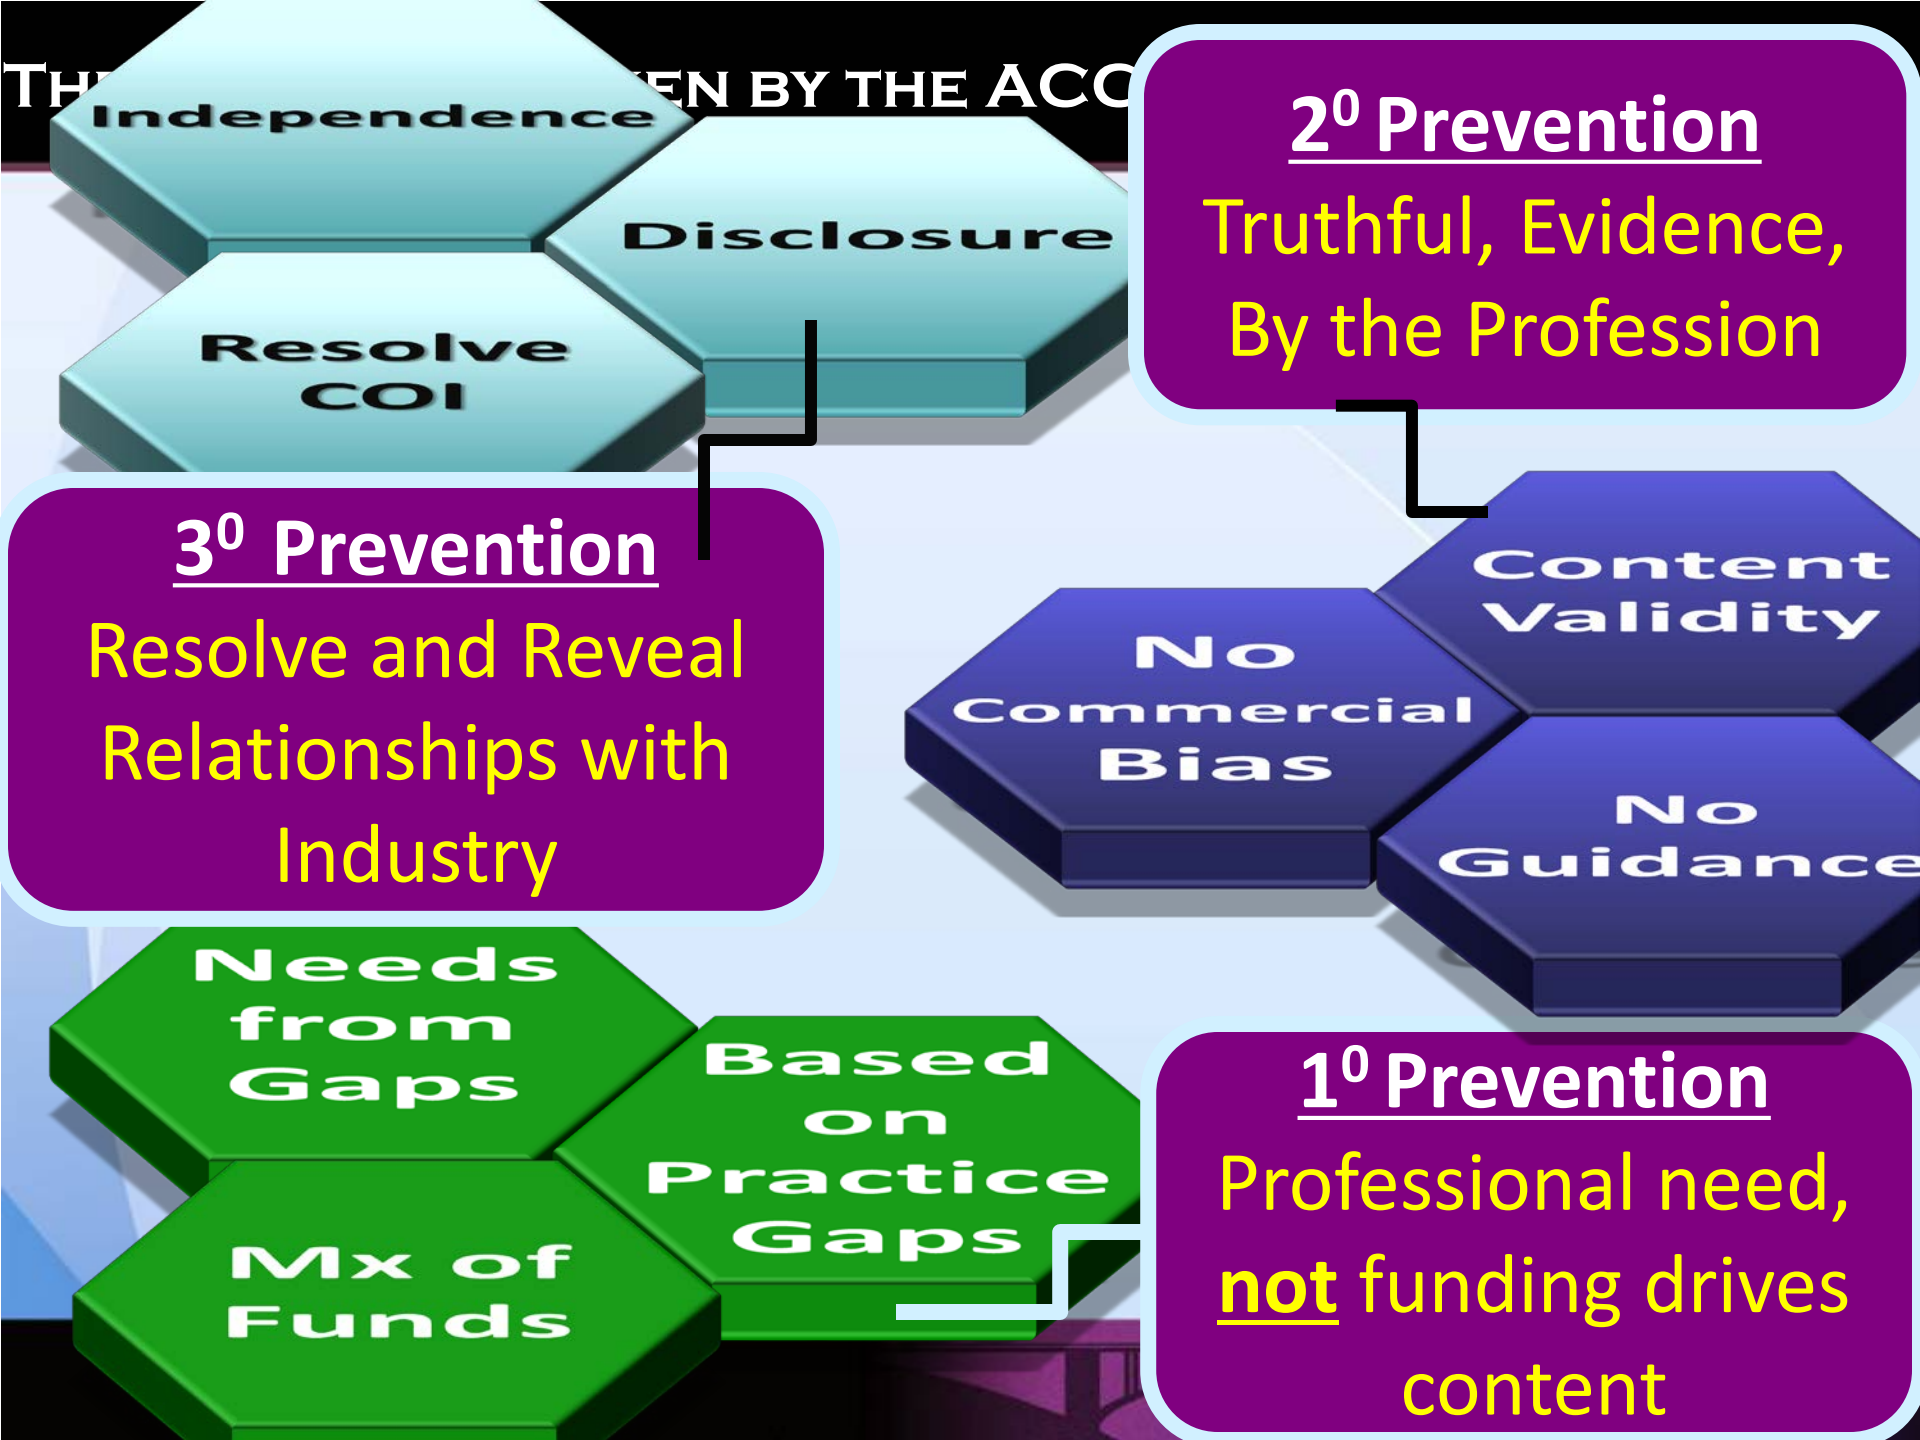 BY THE
Independence
Disclosure
Resolve
COI
2⁰ Prevention
Truthful, Evidence,
By the Profession
3⁰ Prevention
Resolve and Reveal
Relationships with
Industry
Content
Validity
No
Commercial
Bias
No
Guidance
Needs
from
Gaps
Based
on
Practice
Gaps
Mx of
Funds
1⁰ Prevention
Professional need,
not funding drives
content